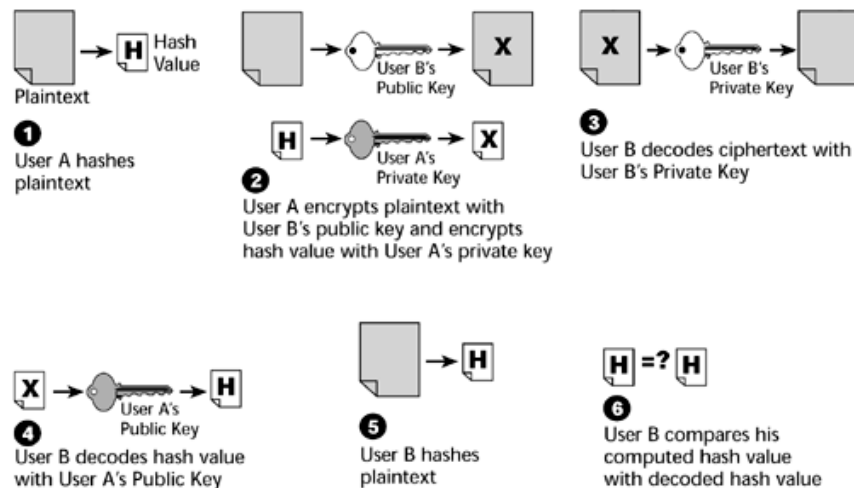 H Hash
Value
Plaintext
1
User A hashes
plaintext
X
User B's
Public Key
H
X
User A's
Private Key
2
User A encrypts plaintext with
User B's public key and encrypts
hash value with User A's private key
X
User B's
Private Key
3
User B decodes ciphertext with
User B's Private Key
X
H
User A's
Public Key
4
User B decodes hash value
with User A's Public Key
H
5
User B hashes
plaintext
H =? H
6
User B compares his
computed hash value
with decoded hash value